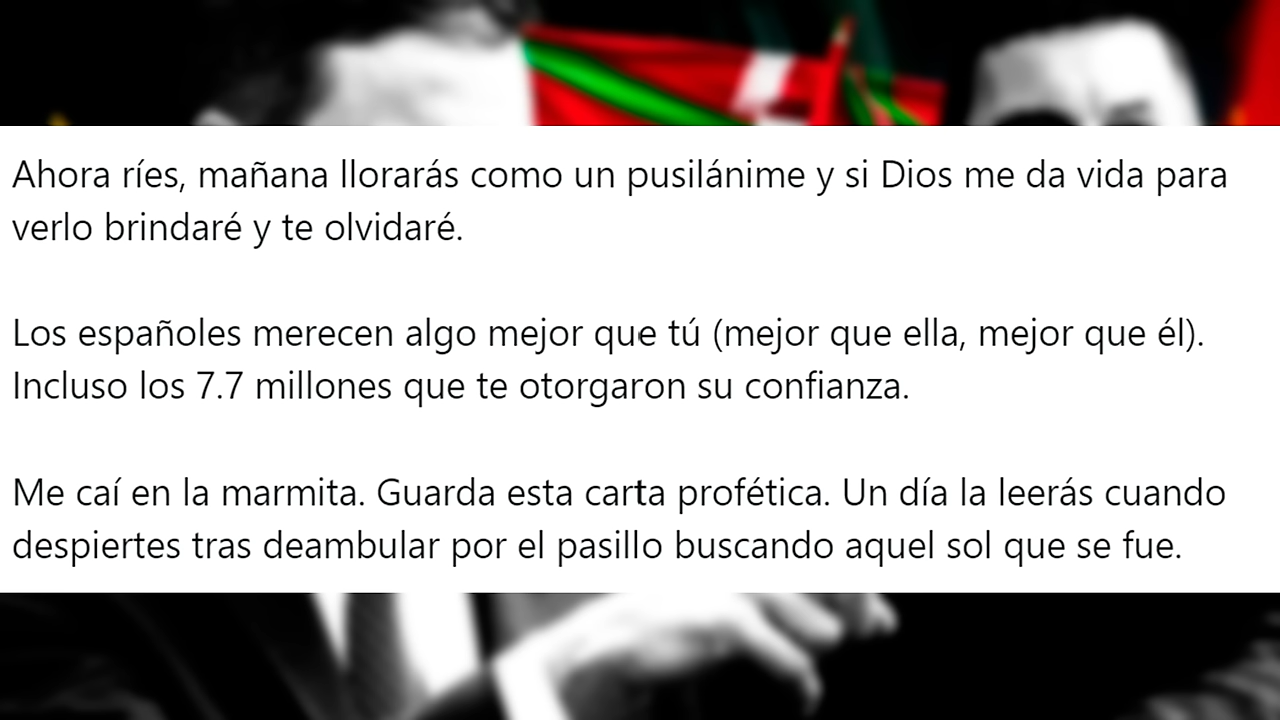 Ahora ríes, mañana llorarás como un pusilánime y si Dios me da vida para
verlo brindaré y te olvidaré.
Los españoles merecen algo mejor que tú (mejor que ella, mejor que él).
Incluso los 7.7 millones que te otorgaron su confianza.
Me caí en la marmita. Guarda esta carta profética. Un día la leerás cuando
despiertes tras deambular por el pasillo buscando aquel sol que se fue.